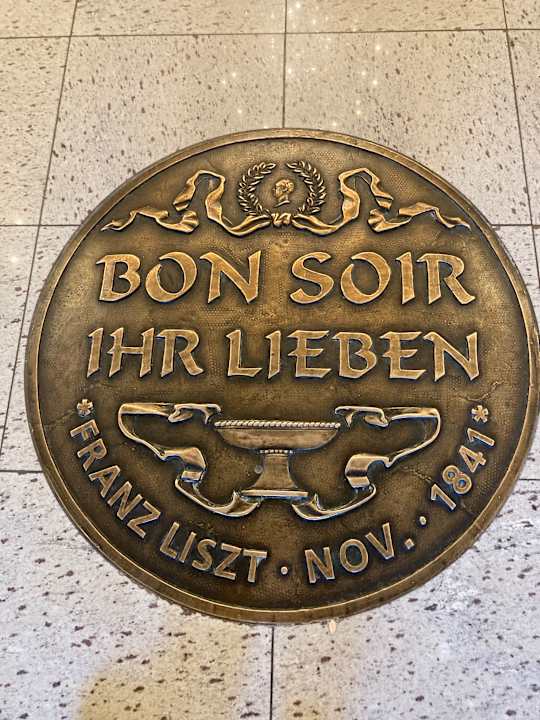 BON SOIR
IHR LIEBEN
* FRANZ LISZT · NOV. · 1841 *